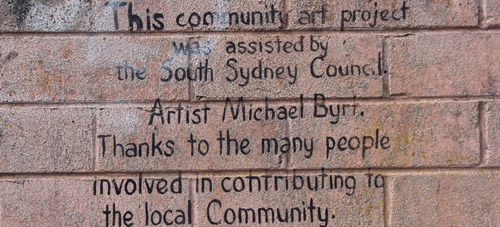 This community art project
was assisted by
the South Sydney Council.
Artist Michael Byrt.
Thanks to the many people
involved in contributing to
the local Community.